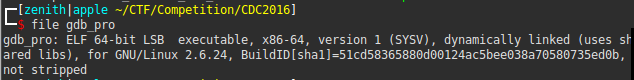 [zenith|apple ~/CTF/Competition/CDC2016]
$ file gdb_pro
gdb_pro: ELF 64-bit LSB  executable, x86-64, version 1 (SYSV), dynamically linked (uses sh
ared libs), for GNU/Linux 2.6.24, BuildID[sha1]=51cd58365880d00124ac5bee038a70580735ed0b,
not stripped